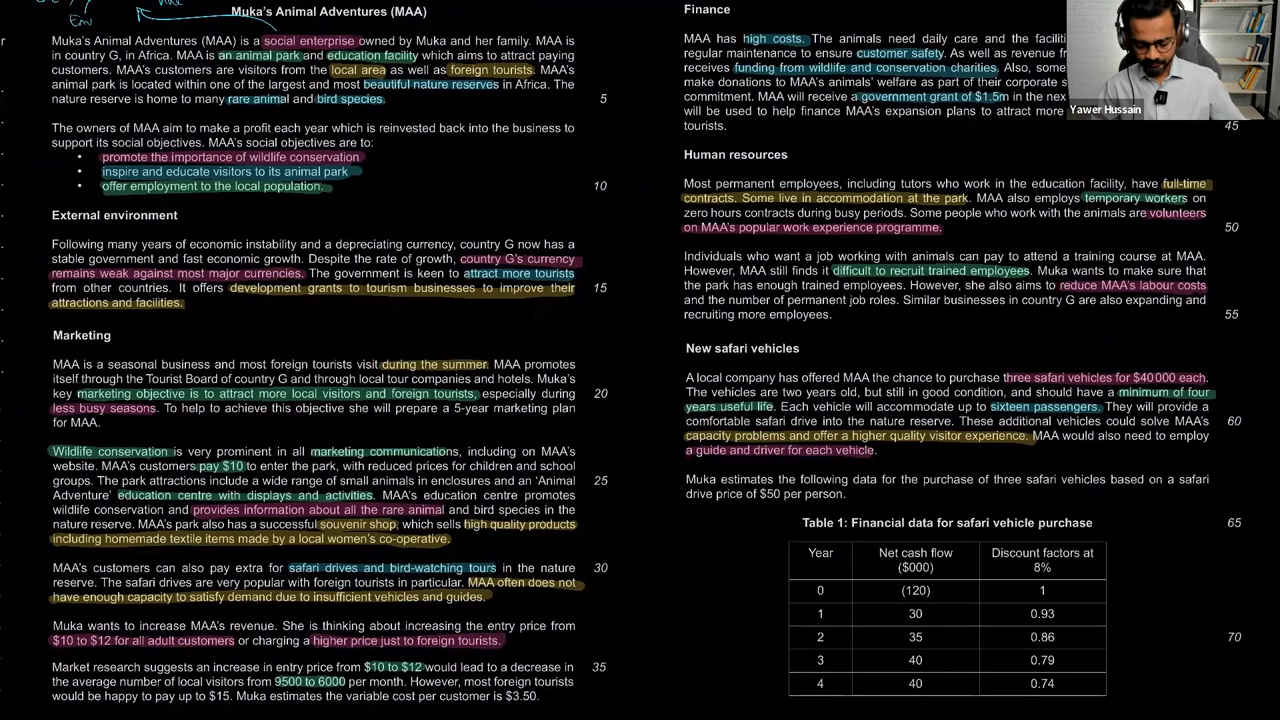 Env
Muka's Animal Adventures (MAA)
Muka's Animal Adventures (MAA) is a social enterprise owned by Muka and her family. MAA is
in country G, in Africa. MAA is an animal park and education facility which aims to attract paying
customers. MAA's customers are visitors from the local area as well as foreign tourists. MAA's
animal park is located within one of the largest and most beautiful nature reserves in Africa. The
nature reserve is home to many rare animal and bird species. 5
The owners of MAA aim to make a profit each year which is reinvested back into the business to
support its social objectives. MAA's social objectives are to:
• promote the importance of wildlife conservation
• inspire and educate visitors to its animal park
• offer employment to the local population. 10
External environment
Following many years of economic instability and a depreciating currency, country G now has a
stable government and fast economic growth. Despite the rate of growth, country G's currency
remains weak against most major currencies. The government is keen to attract more tourists
from other countries. It offers development grants to tourism businesses to improve their 15
attractions and facilities.
Marketing
MAA is a seasonal business and most foreign tourists visit during the summer. MAA promotes
itself through the Tourist Board of country G and through local tour companies and hotels. Muka's
key marketing objective is to attract more local visitors and foreign tourists, especially during 20
less busy seasons. To help to achieve this objective she will prepare a 5-year marketing plan
for MAA.
Wildlife conservation is very prominent in all marketing communications, including on MAA's
website. MAA's customers pay $10 to enter the park, with reduced prices for children and school
groups. The park attractions include a wide range of small animals in enclosures and an 'Animal 25
Adventure' education centre with displays and activities. MAA's education centre promotes
wildlife conservation and provides information about all the rare animal and bird species in the
nature reserve. MAA's park also has a successful souvenir shop, which sells high quality products
including homemade textile items made by a local women's co-operative.
MAA's customers can also pay extra for safari drives and bird-watching tours in the nature 30
reserve. The safari drives are very popular with foreign tourists in particular. MAA often does not
have enough capacity to satisfy demand due to insufficient vehicles and guides.
Muka wants to increase MAA's revenue. She is thinking about increasing the entry price from
$10 to $12 for all adult customers or charging a higher price just to foreign tourists.
Market research suggests an increase in entry price from $10 to $12 would lead to a decrease in 35
the average number of local visitors from 9500 to 6000 per month. However, most foreign tourists
would be happy to pay up to $15. Muka estimates the variable cost per customer is $3.50.
Finance
MAA has high costs. The animals need daily care and the faciliti
regular maintenance to ensure customer safety. As well as revenue f
receives funding from wildlife and conservation charities. Also, some
make donations to MAA's animals' welfare as part of their corporate s
commitment. MAA will receive a government grant of $1.5m in the nex
will be used to help finance MAA's expansion plans to attract more
tourists. 45
Yawer Hussain
Human resources
Most permanent employees, including tutors who work in the education facility, have full-time
contracts. Some live in accommodation at the park. MAA also employs temporary workers on
zero hours contracts during busy periods. Some people who work with the animals are volunteers
on MAA's popular work experience programme. 50
Individuals who want a job working with animals can pay to attend a training course at MAA.
However, MAA still finds it difficult to recruit trained employees. Muka wants to make sure that
the park has enough trained employees. However, she also aims to reduce MAA's labour costs
and the number of permanent job roles. Similar businesses in country G are also expanding and
recruiting more employees. 55
New safari vehicles
A local company has offered MAA the chance to purchase three safari vehicles for $40000 each.
The vehicles are two years old, but still in good condition, and should have a minimum of four
years useful life. Each vehicle will accommodate up to sixteen passengers. They will provide a
comfortable safari drive into the nature reserve. These additional vehicles could solve MAA's 60
capacity problems and offer a higher quality visitor experience. MAA would also need to employ
a guide and driver for each vehicle.
Muka estimates the following data for the purchase of three safari vehicles based on a safari
drive price of $50 per person.
Table 1: Financial data for safari vehicle purchase 65
Year Net cash flow ($000) Discount factors at 8%
0 (120) 1
1 30 0.93
2 35 0.86 70
3 40 0.79
4 40 0.74